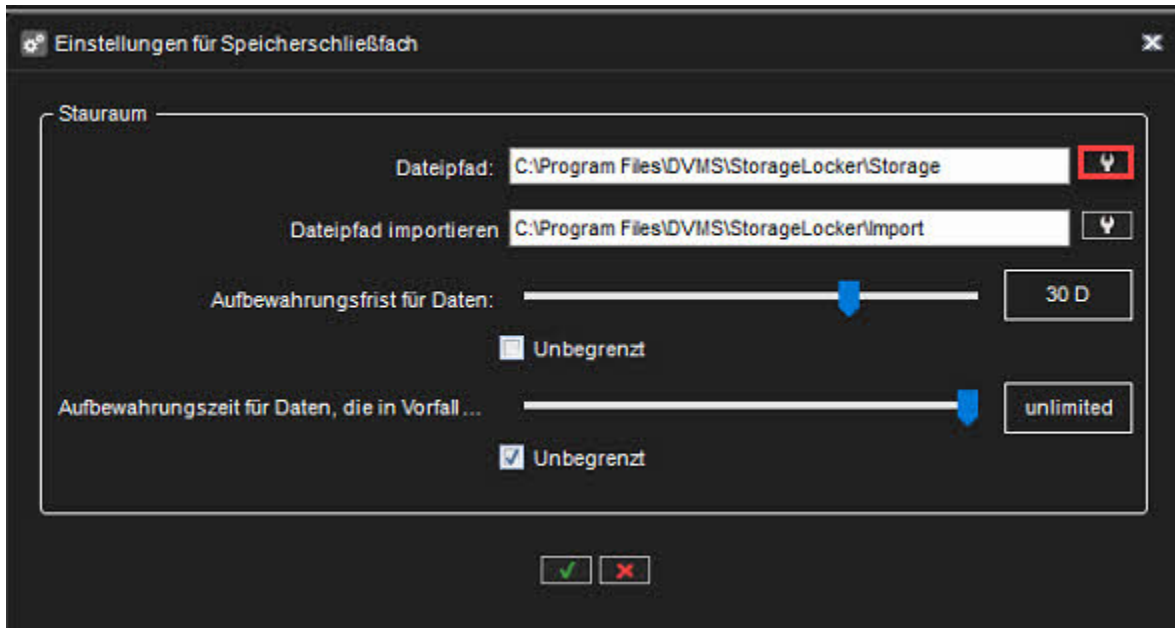 Einstellungen für Speicherschließfach
Stauraum
Dateipfad: C:\Program Files\DVMS\StorageLocker\Storage
Dateipfad importieren C:\Program Files\DVMS\StorageLocker\Import
Aufbewahrungsfrist für Daten: 30 D
Unbegrenzt
Aufbewahrungszeit für Daten, die in Vorfall ... unlimited
Unbegrenzt